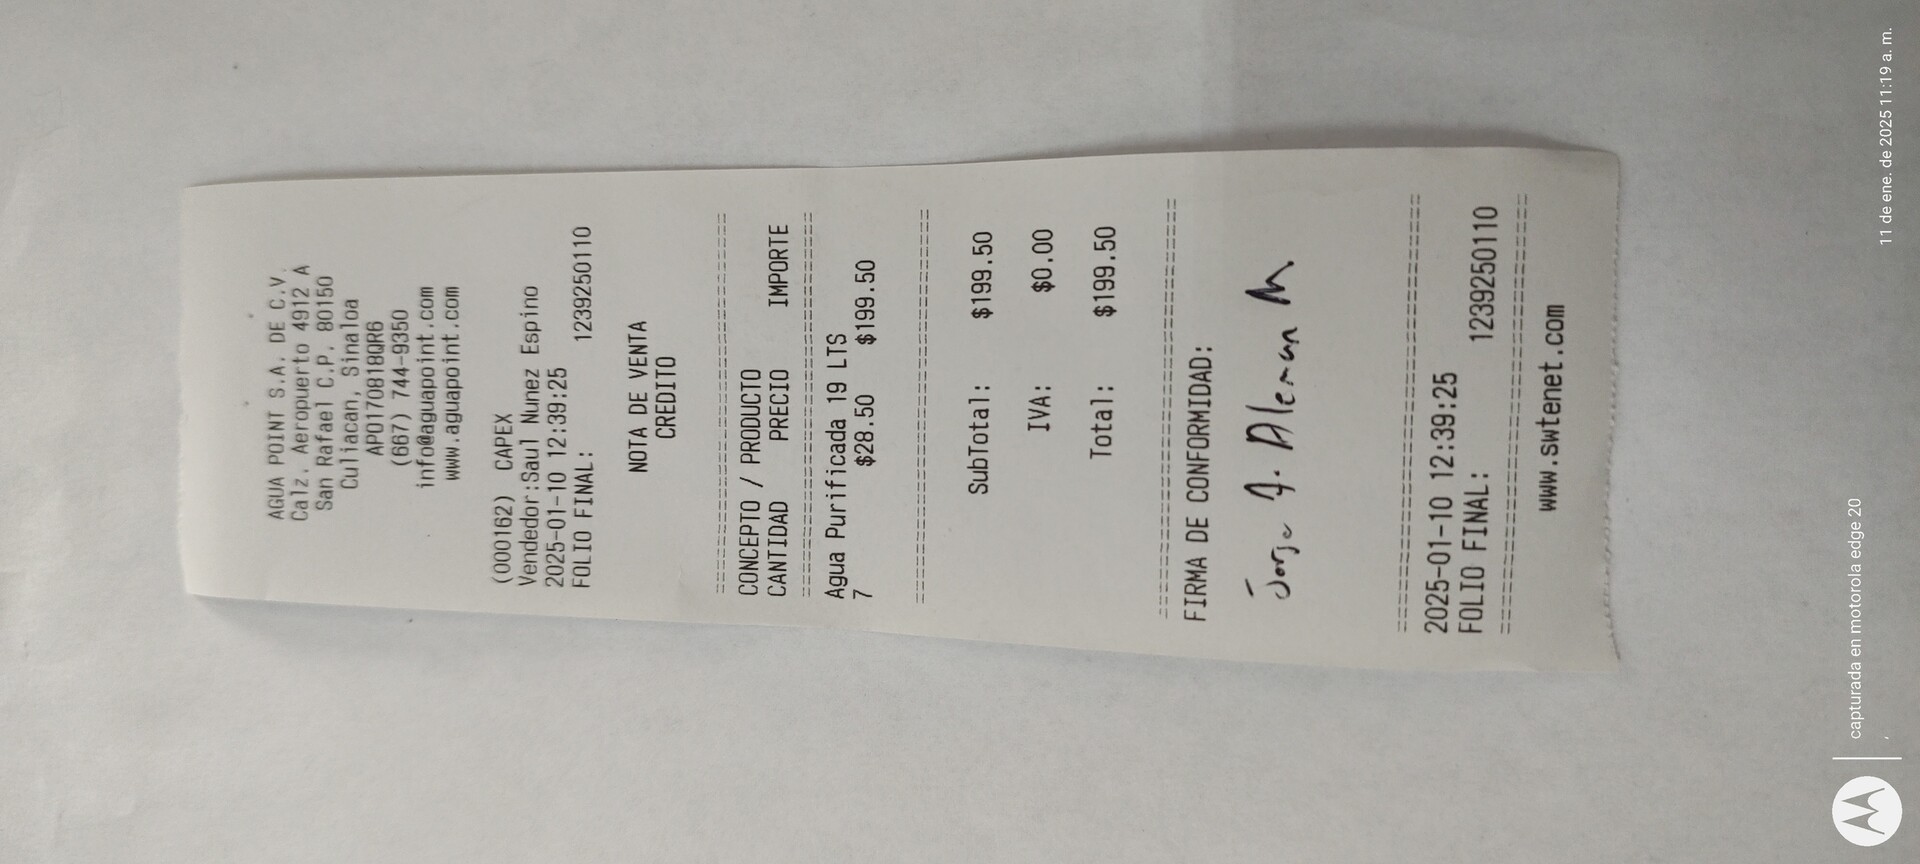 AGUA POINT S.A. DE C.V.
Calz. Aeropuerto 4912 A
San Rafael C.P. 80150
Culiacan, Sinaloa
APO170818QR6
(667) 744-9350
info@aguapoint.com
www.aguapoint.com
(000162) CAPEX
Vendedor:Saul Nunez Espino
2025-01-10 12:39:25
FOLIO FINAL: 1239250110
NOTA DE VENTA
CREDITO
CONCEPTO / PRODUCTO
CANTIDAD PRECIO IMPORTE
Agua Purificada 19 LTS
7 $28.50 $199.50
SubTotal: $199.50
IVA: $0.00
Total: $199.50
FIRMA DE CONFORMIDAD:
Jorge J. Aleman M
2025-01-10 12:39:25
FOLIO FINAL: 1239250110
www.swtenet.com
capturada en motorola edge 20
11 de ene. de 2025 11:19 a. m.